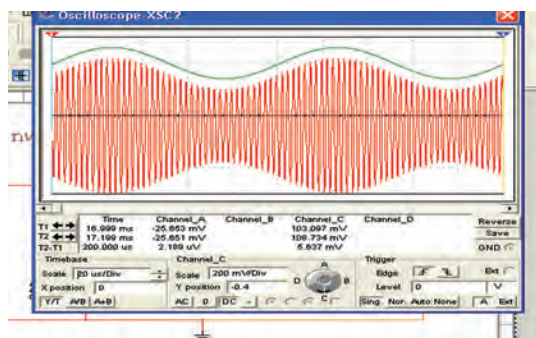 Oscilloscope-XSC2
Time Channel_A Channel_B Channel_C Channel_D
T1 16.999 ms -25.653 mV 103.097 mV
T2 17.199 ms -25.651 mV 108.734 mV
T2-T1 200.000 us 2.189 uV 5.637 mV
Reverse
Save
GND
Timebase
Scale 20 us/Div
X position 0
Y/T A/B A+B
Channel_C
Scale 200 mV/Div
Y position -0.4
AC 0 DC -
A
B
C
D
Trigger
Edge Ext
Level 0 V
Sing. Nor. Auto None A Ext